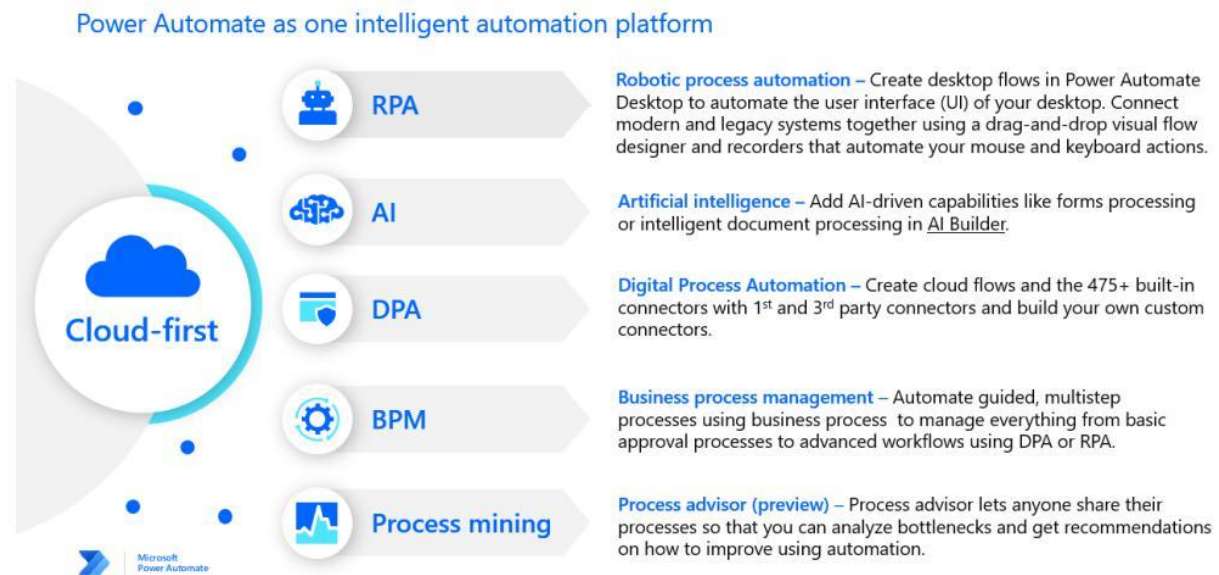 Power Automate as one intelligent automation platform
Cloud-first
RPA
Robotic process automation – Create desktop flows in Power Automate
Desktop to automate the user interface (UI) of your desktop. Connect
modern and legacy systems together using a drag-and-drop visual flow
designer and recorders that automate your mouse and keyboard actions.
AI
Artificial intelligence – Add AI-driven capabilities like forms processing
or intelligent document processing in AI Builder.
DPA
Digital Process Automation – Create cloud flows and the 475+ built-in
connectors with 1st and 3rd party connectors and build your own custom
connectors.
BPM
Business process management – Automate guided, multistep
processes using business process to manage everything from basic
approval processes to advanced workflows using DPA or RPA.
Process mining
Process advisor (preview) – Process advisor lets anyone share their
processes so that you can analyze bottlenecks and get recommendations
on how to improve using automation.
Microsoft
Power Automate